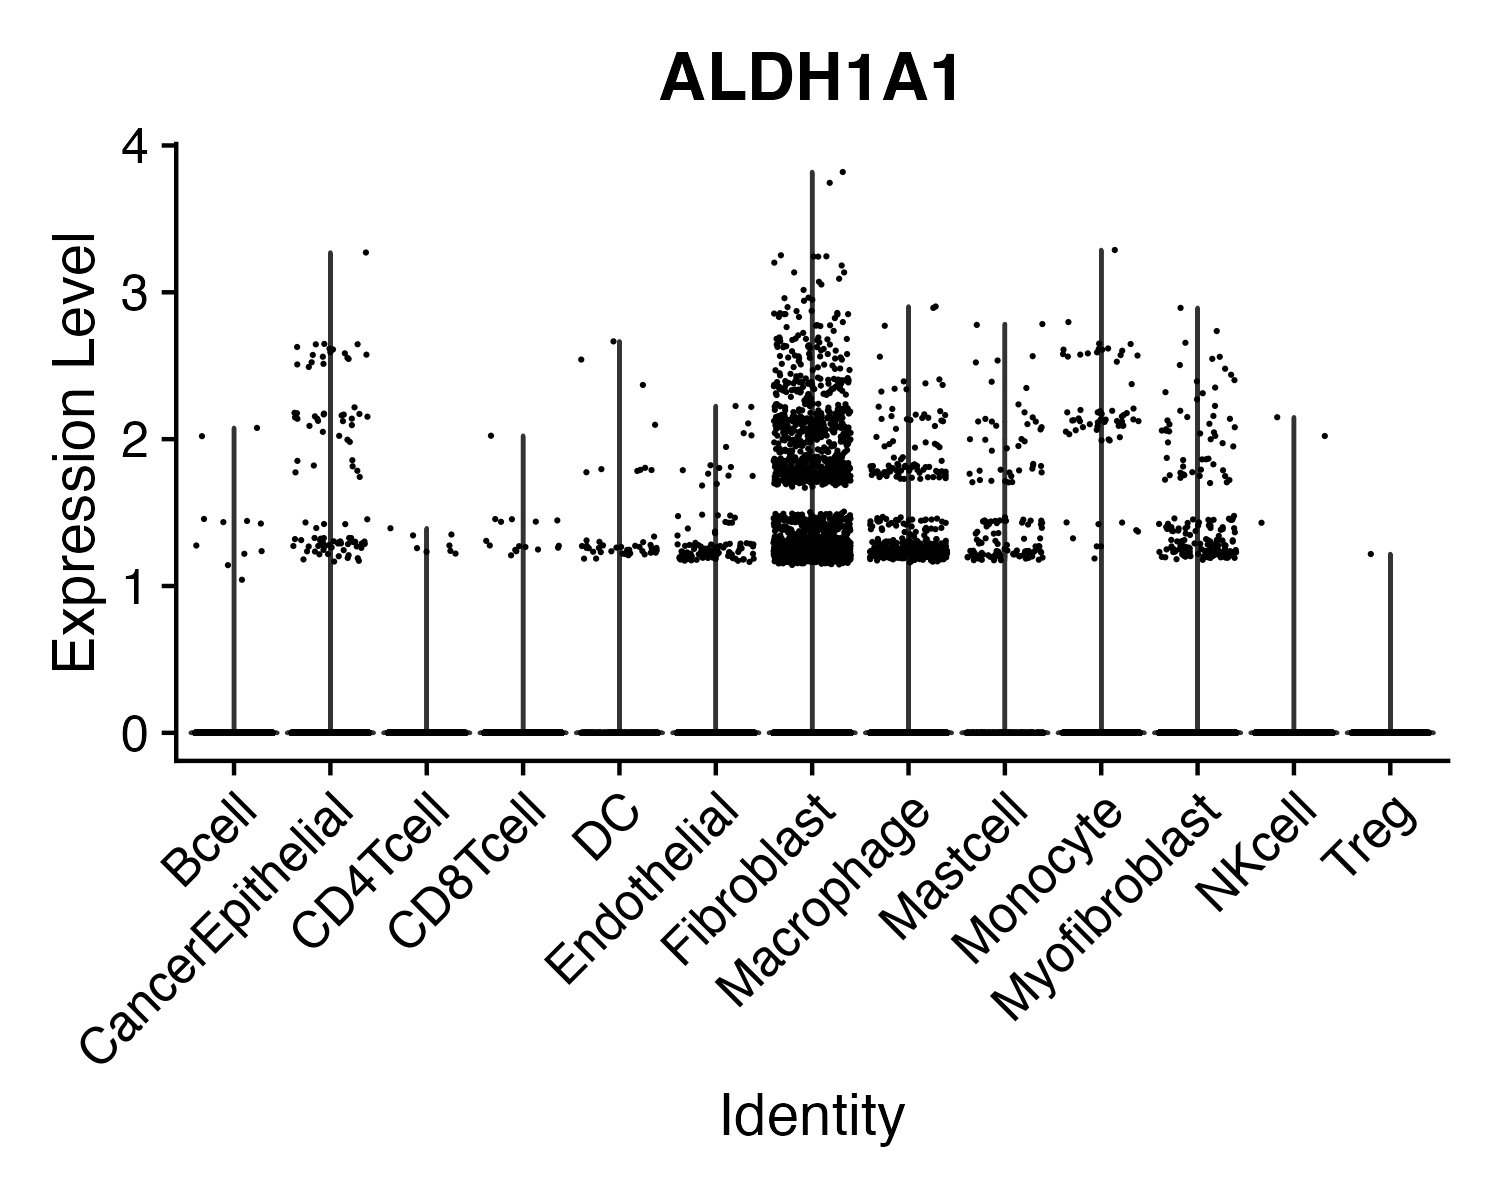 ALDH1A1
Expression Level
4
3
2
1
0
Bcell
CancerEpithelial
CD4Tcell
CD8Tcell
DC
Endothelial
Fibroblast
Macrophage
Mastcell
Monocyte
Myofibroblast
NKcell
Treg
Identity